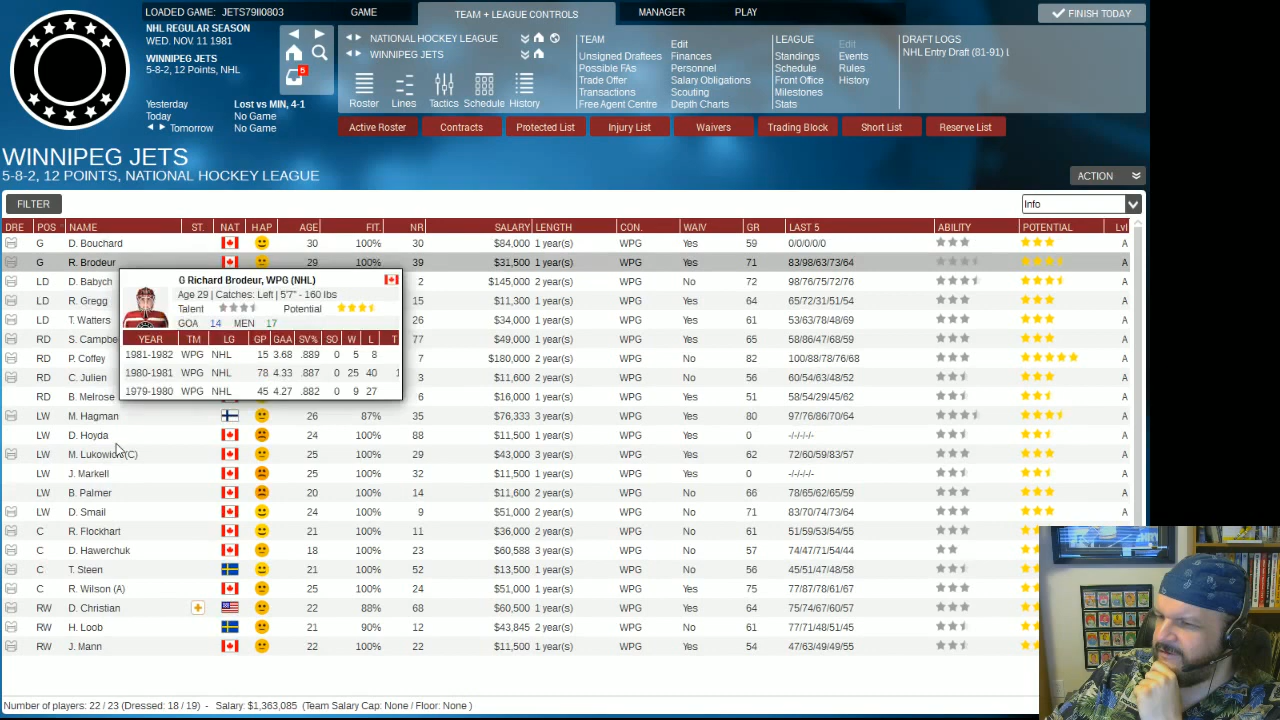 LOADED GAME: JETS79II0803 GAME TEAM + LEAGUE CONTROLS MANAGER PLAY FINISH TODAY
NHL REGULAR SEASON
WED. NOV. 11 1981
WINNIPEG JETS
5-8-2, 12 POINTS, NHL
Yesterday Lost vs MIN, 4-1
Today No Game
Tomorrow No Game
5
NATIONAL HOCKEY LEAGUE
WINNIPEG JETS
Roster Lines Tactics Schedule History
TEAM
Unsigned Draftees
Possible FAs
Trade Offer
Transactions
Free Agent Centre
Edit
Finances
Personnel
Salary Obligations
Scouting
Depth Charts
LEAGUE
Standings
Schedule
Front Office
Milestones
Stats
Edit
Events
Rules
History
DRAFT LOGS
NHL Entry Draft (81-91) L
Active Roster Contracts Protected List Injury List Waivers Trading Block Short List Reserve List
WINNIPEG JETS
5-8-2, 12 POINTS, NATIONAL HOCKEY LEAGUE
ACTION
FILTER Info
DRE POS NAME ST. NAT HAP AGE FIT. NR SALARY LENGTH CON. WAIV GR LAST 5 ABILITY POTENTIAL Lvl
G D. Bouchard 30 100% 30 $84,000 1 year(s) WPG Yes 59 0/0/0/0/0 A
G R. Brodeur 29 100% 39 $31,500 1 year(s) WPG Yes 71 83/98/63/73/64 A
LD D. Babych 2 $145,000 2 year(s) WPG No 72 98/76/75/72/76 A
LD R. Gregg 15 $11,300 1 year(s) WPG Yes 64 65/72/31/51/54 A
LD T. Watters 26 $34,000 1 year(s) WPG Yes 61 53/63/78/48/69 A
RD S. Campbe 77 $49,000 1 year(s) WPG Yes 65 58/86/47/68/59 A
RD P. Coffey 7 $180,000 2 year(s) WPG No 82 100/88/78/76/68 A
RD C. Julien 3 $11,600 2 year(s) WPG No 56 60/54/63/48/52 A
RD B. Melrose 6 $16,000 1 year(s) WPG Yes 51 58/54/29/45/62 A
LW M. Hagman 26 87% 35 $76,333 3 year(s) WPG Yes 80 97/76/86/70/64 A
LW D. Hoyda 24 100% 88 $11,500 1 year(s) WPG Yes 0 -/-/-/-/- A
LW M. Lukowic (C) 25 100% 29 $43,000 3 year(s) WPG Yes 62 72/60/59/83/57 A
LW J. Markell 25 100% 32 $11,500 1 year(s) WPG Yes 0 -/-/-/-/- A
LW B. Palmer 20 100% 14 $11,600 2 year(s) WPG No 66 78/65/62/65/59 A
LW D. Smail 24 100% 9 $51,000 2 year(s) WPG No 71 83/70/74/73/64 A
C R. Flockhart 21 100% 11 $36,000 2 year(s) WPG No 61 51/59/53/54/55
C D. Hawerchuk 18 100% 23 $60,588 3 year(s) WPG No 57 74/47/71/54/44
C T. Steen 21 100% 52 $13,500 1 year(s) WPG No 56 45/51/47/48/58
C R. Wilson (A) 25 100% 24 $51,000 1 year(s) WPG Yes 75 77/87/78/61/67
RW D. Christian 22 88% 68 $60,500 1 year(s) WPG Yes 64 75/74/67/60/57
RW H. Loob 21 90% 12 $43,845 2 year(s) WPG No 61 77/71/48/51/45
RW J. Mann 22 100% 22 $11,500 1 year(s) WPG Yes 54 47/63/49/49/55
G Richard Brodeur, WPG (NHL)
Age 29 | Catches: Left | 5'7" - 160 lbs
Talent Potential
GOA 14 MEN 17
YEAR TM LG GP GAA SV% SO W L T
1981-1982 WPG NHL 15 3.68 .889 0 5 8
1980-1981 WPG NHL 78 4.33 .887 0 25 40 1
1979-1980 WPG NHL 45 4.27 .882 0 9 27
Number of players: 22 / 23 (Dressed: 18 / 19) - Salary: $1,363,085 (Team Salary Cap: None / Floor: None )